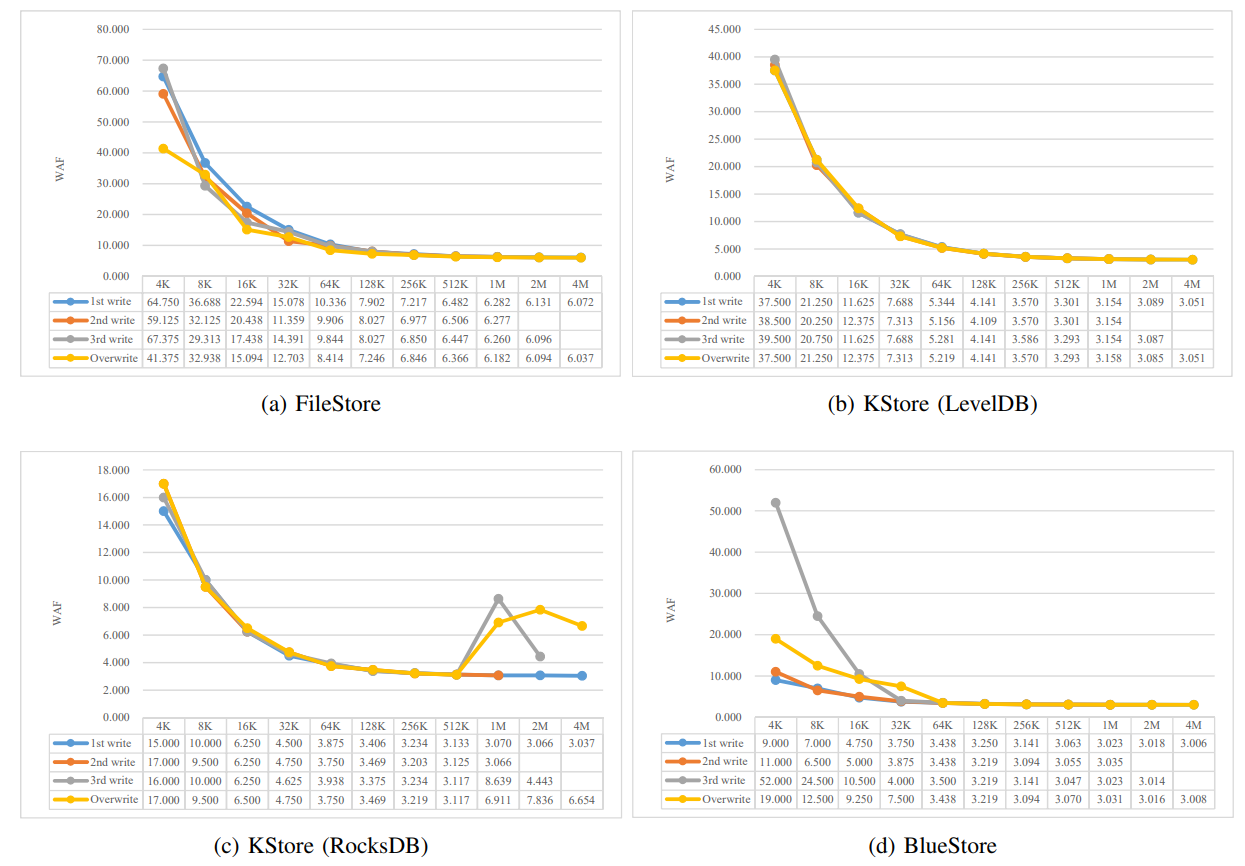 80.000
70.000
60.000
50.000
40.000
30.000
20.000
10.000
0.000
WAF
4K 8K 16K 32K 64K 128K 256K 512K 1M 2M 4M
1st write 64.750 36.688 22.594 15.078 10.336 7.902 7.217 6.482 6.282 6.131 6.072
2nd write 59.125 32.125 20.438 11.359 9.906 8.027 6.977 6.506 6.277
3rd write 67.375 29.313 17.438 14.391 9.844 8.027 6.850 6.447 6.260 6.096
Overwrite 41.375 32.938 15.094 12.703 8.414 7.246 6.846 6.366 6.182 6.094 6.037
(a) FileStore
45.000
40.000
35.000
30.000
25.000
20.000
15.000
10.000
5.000
0.000
WAF
4K 8K 16K 32K 64K 128K 256K 512K 1M 2M 4M
1st write 37.500 21.250 11.625 7.688 5.344 4.141 3.570 3.301 3.154 3.089 3.051
2nd write 38.500 20.250 12.375 7.313 5.156 4.109 3.570 3.301 3.154
3rd write 39.500 20.750 11.625 7.688 5.281 4.141 3.586 3.293 3.154 3.087
Overwrite 37.500 21.250 12.375 7.313 5.219 4.141 3.570 3.293 3.158 3.085 3.051
(b) KStore (LevelDB)
18.000
16.000
14.000
12.000
10.000
8.000
6.000
4.000
2.000
0.000
WAF
4K 8K 16K 32K 64K 128K 256K 512K 1M 2M 4M
1st write 15.000 10.000 6.250 4.500 3.875 3.406 3.234 3.133 3.070 3.066 3.037
2nd write 17.000 9.500 6.250 4.750 3.750 3.469 3.203 3.125 3.066
3rd write 16.000 10.000 6.250 4.625 3.938 3.375 3.234 3.117 8.639 4.443
Overwrite 17.000 9.500 6.500 4.750 3.750 3.469 3.219 3.117 6.911 7.836 6.654
(c) KStore (RocksDB)
60.000
50.000
40.000
30.000
20.000
10.000
0.000
WAF
4K 8K 16K 32K 64K 128K 256K 512K 1M 2M 4M
1st write 9.000 7.000 4.750 3.750 3.438 3.250 3.141 3.063 3.023 3.018 3.006
2nd write 11.000 6.500 5.000 3.875 3.438 3.219 3.094 3.055 3.035
3rd write 52.000 24.500 10.500 4.000 3.500 3.219 3.141 3.047 3.023 3.014
Overwrite 19.000 12.500 9.250 7.500 3.438 3.219 3.094 3.070 3.031 3.016 3.008
(d) BlueStore